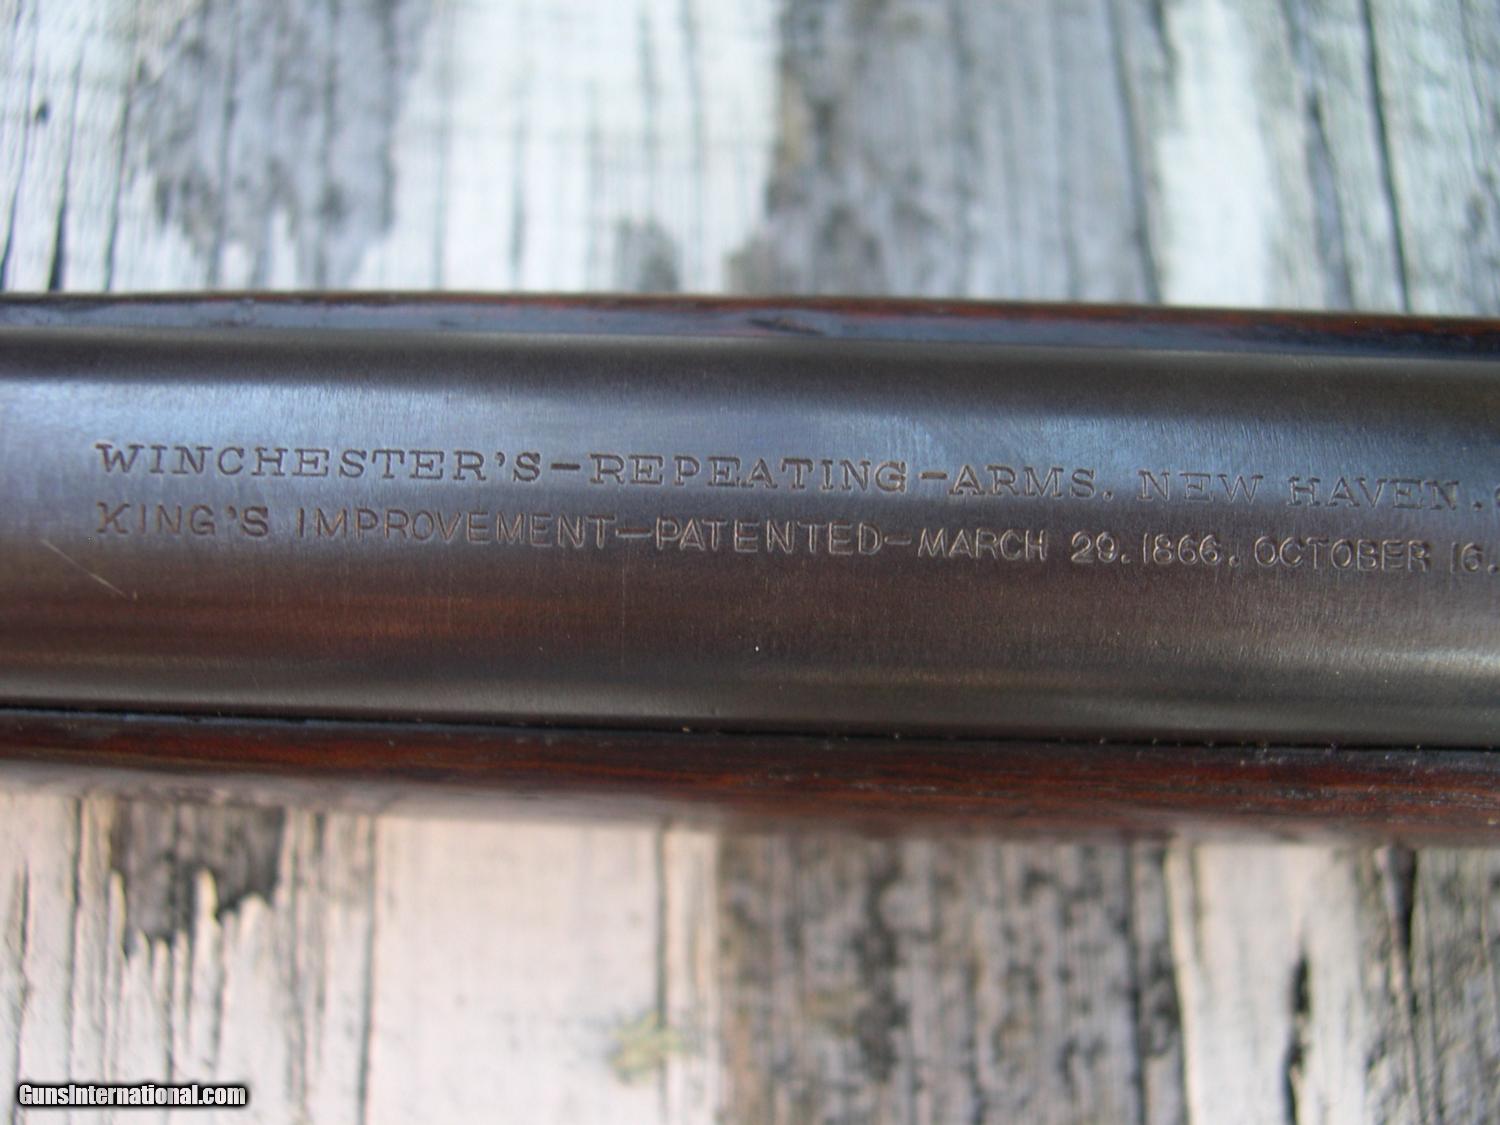 WINCHESTER'S-REPEATING-ARMS. NEW HAVEN.
KING'S IMPROVEMENT-PATENTED-MARCH 29. 1866. OCTOBER 16.
GunsInternational.com